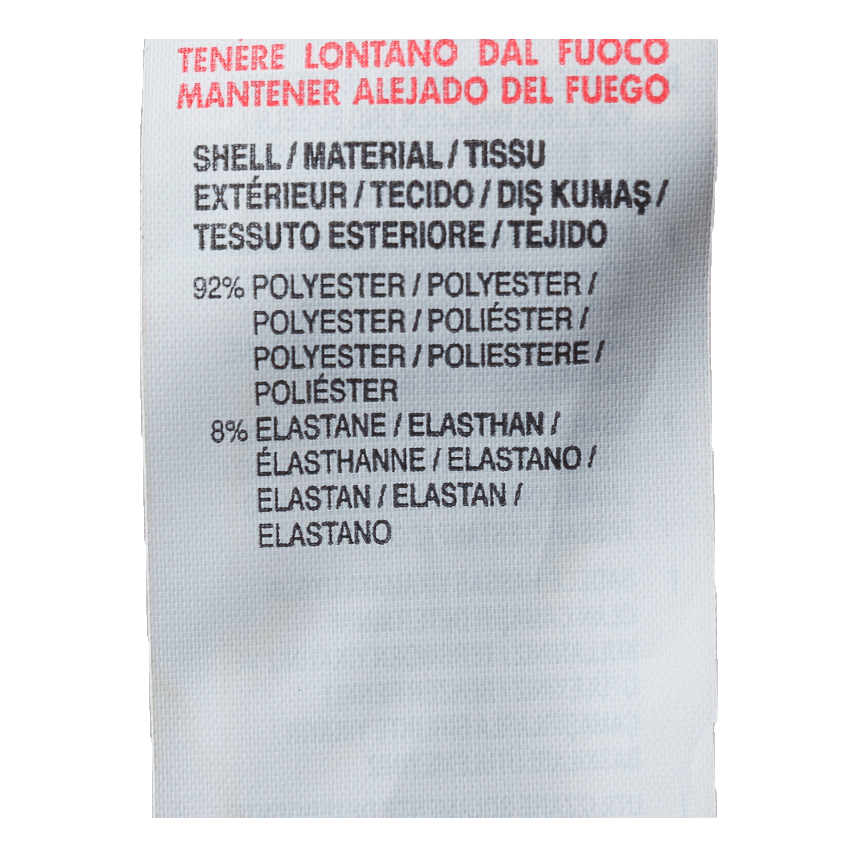 TENERE LONTANO DAL FUOCO
MANTENER ALEJADO DEL FUEGO
SHELL / MATERIAL / TISSU
EXTÉRIEUR / TECIDO / DIŞ KUMAŞ /
TESSUTO ESTERIORE / TEJIDO
92% POLYESTER / POLYESTER /
POLYESTER / POLIÉSTER /
POLYESTER / POLIESTERE /
POLIÉSTER
8% ELASTANE / ELASTHAN /
ÉLASTHANNE / ELASTANO /
ELASTAN / ELASTAN /
ELASTANO